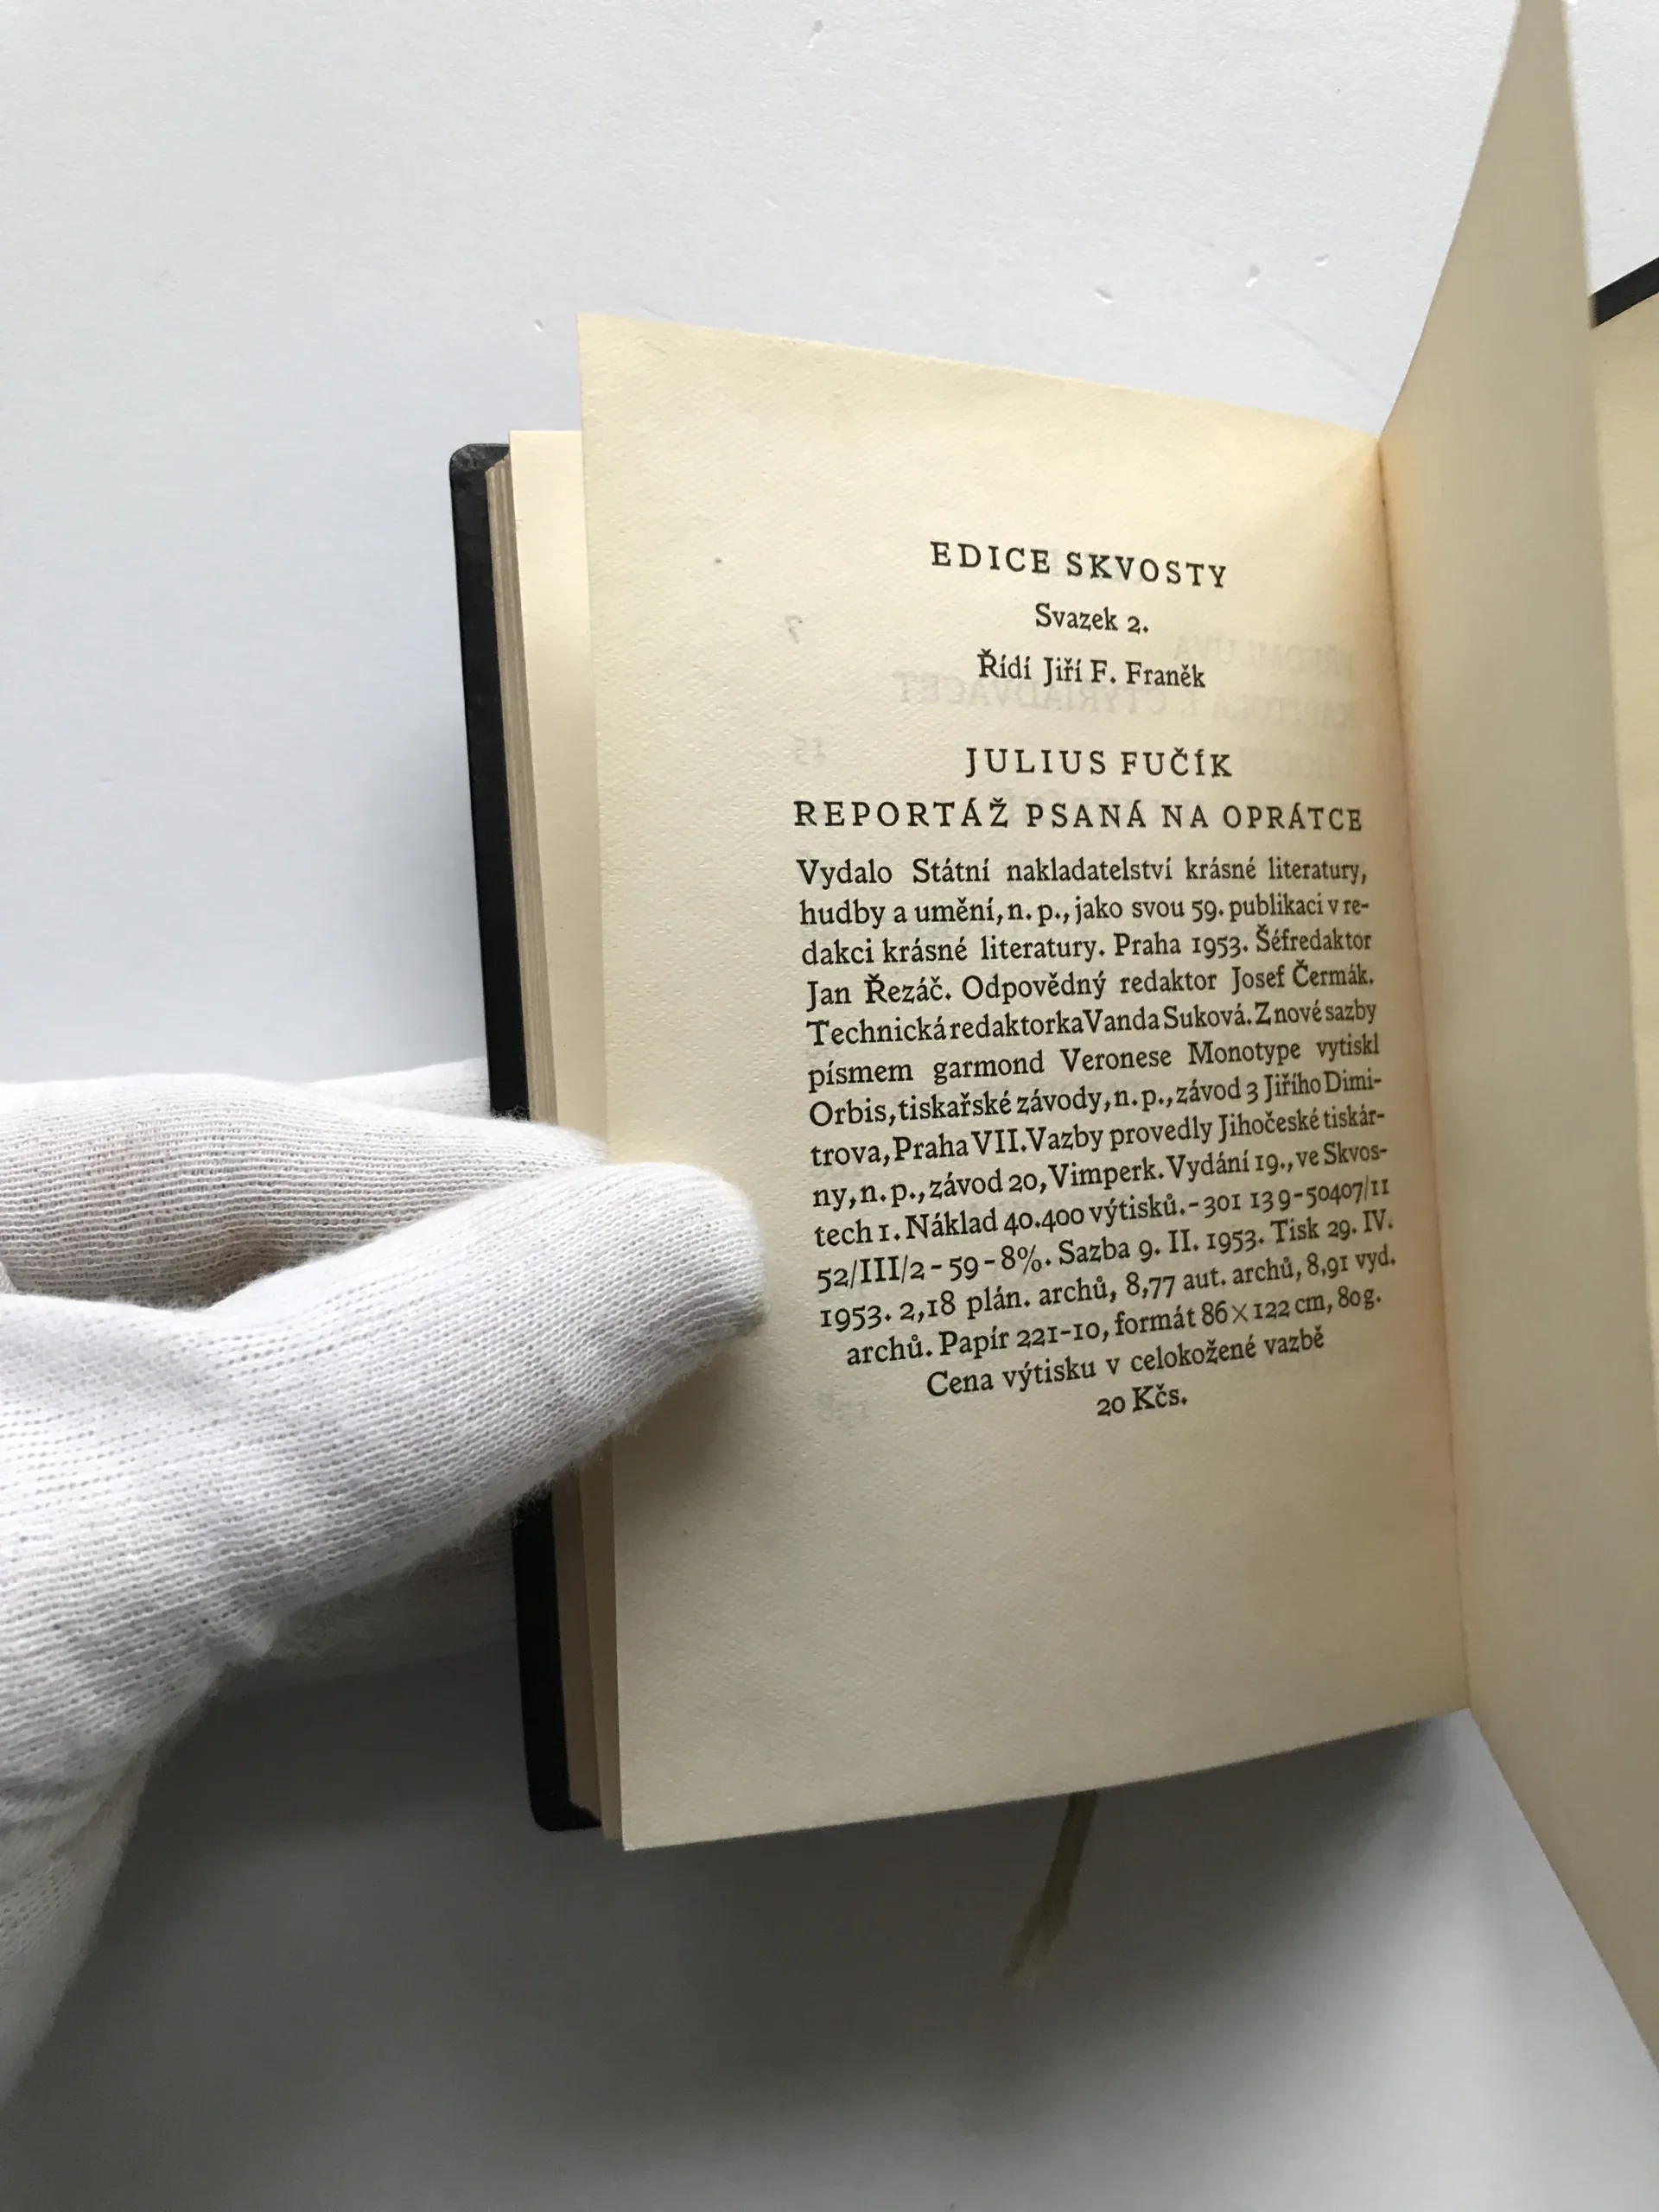 EDICE SKVOSTY
Svazek 2.
Řídí Jiří F. Franěk
JULIUS FUČÍK
REPORTÁŽ PSANÁ NA OPRÁTCE
Vydalo Státní nakladatelství krásné literatury,
hudby a umění, n. p., jako svou 59. publikaci v re-
dakci krásné literatury. Praha 1953. Šéfredaktor
Jan Řezáč. Odpovědný redaktor Josef Čermák.
Technická redaktorka Vanda Suková. Z nové sazby
písmem garmond Veronese Monotype vytiskl
Orbis, tiskařské závody, n. p., závod 3 Jiřího Dimi-
trova, Praha VII. Vazby provedly Jihočeské tiskár-
ny, n. p., závod 20, Vimperk. Vydání 19., ve Skvos-
tech 1. Náklad 40.400 výtisků. - 301 13 9 - 50407/11
52/III/2 - 59 - 8%. Sazba 9. II. 1953. Tisk 29. IV.
1953. 2,18 plán. archů, 8,77 aut. archů, 8,91 vyd.
archů. Papír 221-10, formát 86 × 122 cm, 80 g.
Cena výtisku v celokožené vazbě
20 Kčs.